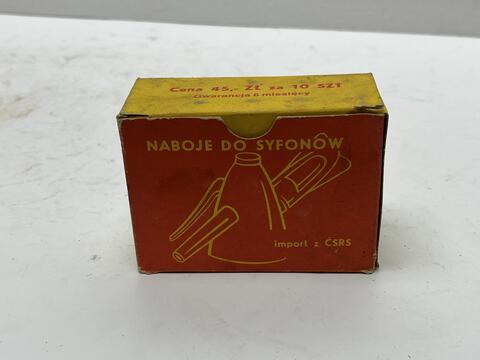 Cena 45,- ZŁ za 10 SZT
Gwarancja 6 miesięcy
NABOJE DO SYFONÓW
import z ČSRS